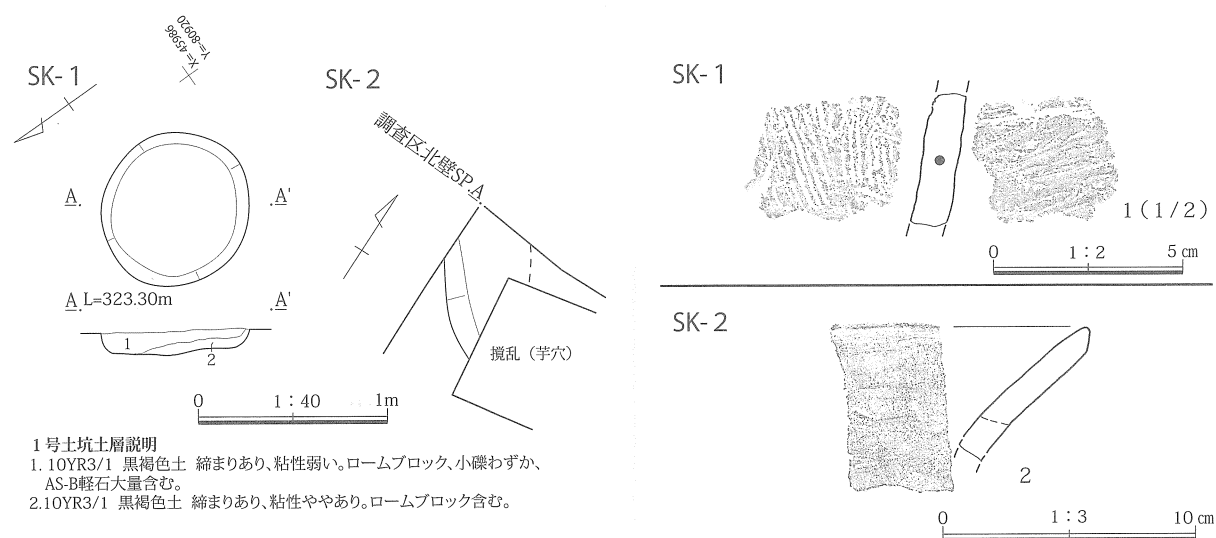 SK-1
X=45986
Y=-80920
A
A'
A L=323.30m
A'
1
2
SK-2
調査区北壁SP.A
撹乱（芋穴）
0 1:40 1m
1号土坑土層説明
1. 10YR3/1 黒褐色土 締まりあり、粘性弱い。ロームブロック、小礫わずか、
AS-B軽石大量含む。
2.10YR3/1 黒褐色土 締まりあり、粘性ややあり。ロームブロック含む。
SK-1
1(1/2)
0 1:2 5㎝
SK-2
2
0 1:3 10㎝